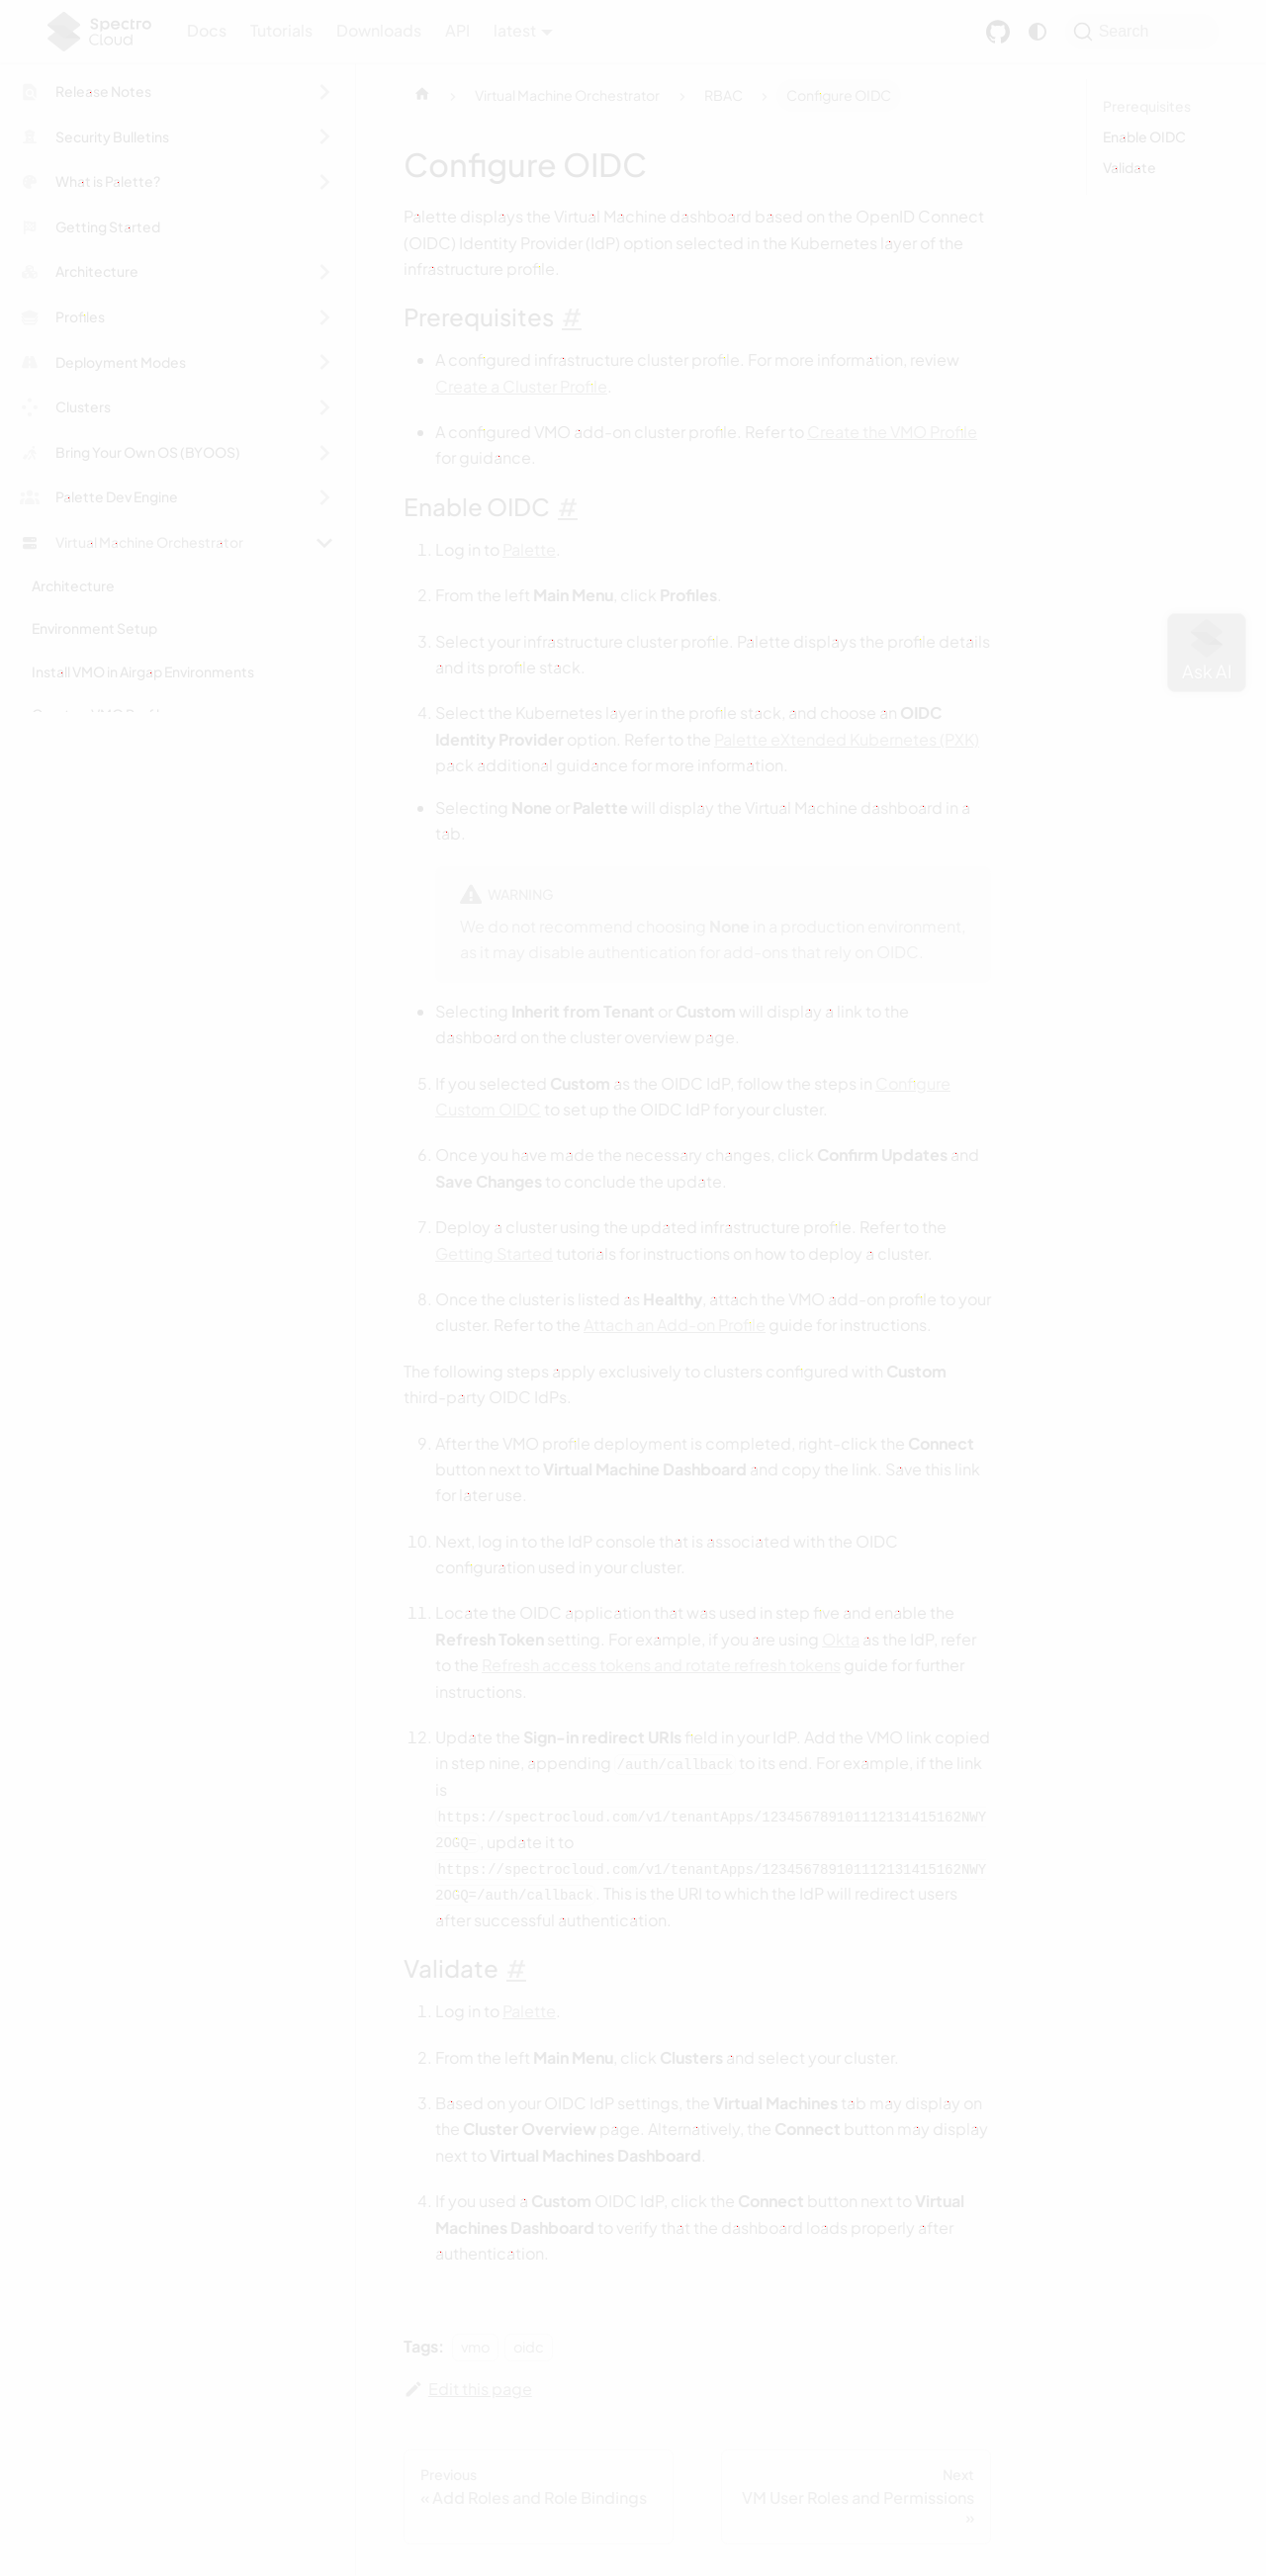 Spectro Cloud
Docs
Tutorials
Downloads
API
latest
Search
Release Notes
Security Bulletins
What is Palette?
Getting Started
Architecture
Profiles
Deployment Modes
Clusters
Bring Your Own OS (BYOOS)
Palette Dev Engine
Virtual Machine Orchestrator
Architecture
Environment Setup
Install VMO in Airgap Environments
Virtual Machine Orchestrator
RBAC
Configure OIDC
Prerequisites
Enable OIDC
Validate
Configure OIDC
Palette displays the Virtual Machine dashboard based on the OpenID Connect
(OIDC) Identity Provider (IdP) option selected in the Kubernetes layer of the
infrastructure profile.
Prerequisites #
• A configured infrastructure cluster profile. For more information, review
Create a Cluster Profile.
• A configured VMO add-on cluster profile. Refer to Create the VMO Profile
for guidance.
Enable OIDC #
1. Log in to Palette.
2. From the left Main Menu, click Profiles.
3. Select your infrastructure cluster profile. Palette displays the profile details
and its profile stack.
4. Select the Kubernetes layer in the profile stack, and choose an OIDC
Identity Provider option. Refer to the Palette eXtended Kubernetes (PXK)
pack additional guidance for more information.
• Selecting None or Palette will display the Virtual Machine dashboard in a
tab.
WARNING
We do not recommend choosing None in a production environment,
as it may disable authentication for add-ons that rely on OIDC.
• Selecting Inherit from Tenant or Custom will display a link to the
dashboard on the cluster overview page.
5. If you selected Custom as the OIDC IdP, follow the steps in Configure
Custom OIDC to set up the OIDC IdP for your cluster.
6. Once you have made the necessary changes, click Confirm Updates and
Save Changes to conclude the update.
7. Deploy a cluster using the updated infrastructure profile. Refer to the
Getting Started tutorials for instructions on how to deploy a cluster.
8. Once the cluster is listed as Healthy, attach the VMO add-on profile to your
cluster. Refer to the Attach an Add-on Profile guide for instructions.
The following steps apply exclusively to clusters configured with Custom
third-party OIDC IdPs.
9. After the VMO profile deployment is completed, right-click the Connect
button next to Virtual Machine Dashboard and copy the link. Save this link
for later use.
10. Next, log in to the IdP console that is associated with the OIDC
configuration used in your cluster.
11. Locate the OIDC application that was used in step five and enable the
Refresh Token setting. For example, if you are using Okta as the IdP, refer
to the Refresh access tokens and rotate refresh tokens guide for further
instructions.
12. Update the Sign-in redirect URIs field in your IdP. Add the VMO link copied
in step nine, appending /auth/callback to its end. For example, if the link
is
https://spectrocloud.com/v1/tenantApps/123456789101112131415162NWY
2OGQ=, update it to
https://spectrocloud.com/v1/tenantApps/123456789101112131415162NWY
2OGQ=/auth/callback. This is the URI to which the IdP will redirect users
after successful authentication.
Validate #
1. Log in to Palette.
2. From the left Main Menu, click Clusters and select your cluster.
3. Based on your OIDC IdP settings, the Virtual Machines tab may display on
the Cluster Overview page. Alternatively, the Connect button may display
next to Virtual Machines Dashboard.
4. If you used a Custom OIDC IdP, click the Connect button next to Virtual
Machines Dashboard to verify that the dashboard loads properly after
authentication.
Tags: vmo oidc
Edit this page
Previous
« Add Roles and Role Bindings
Next
VM User Roles and Permissions
»
Ask AI